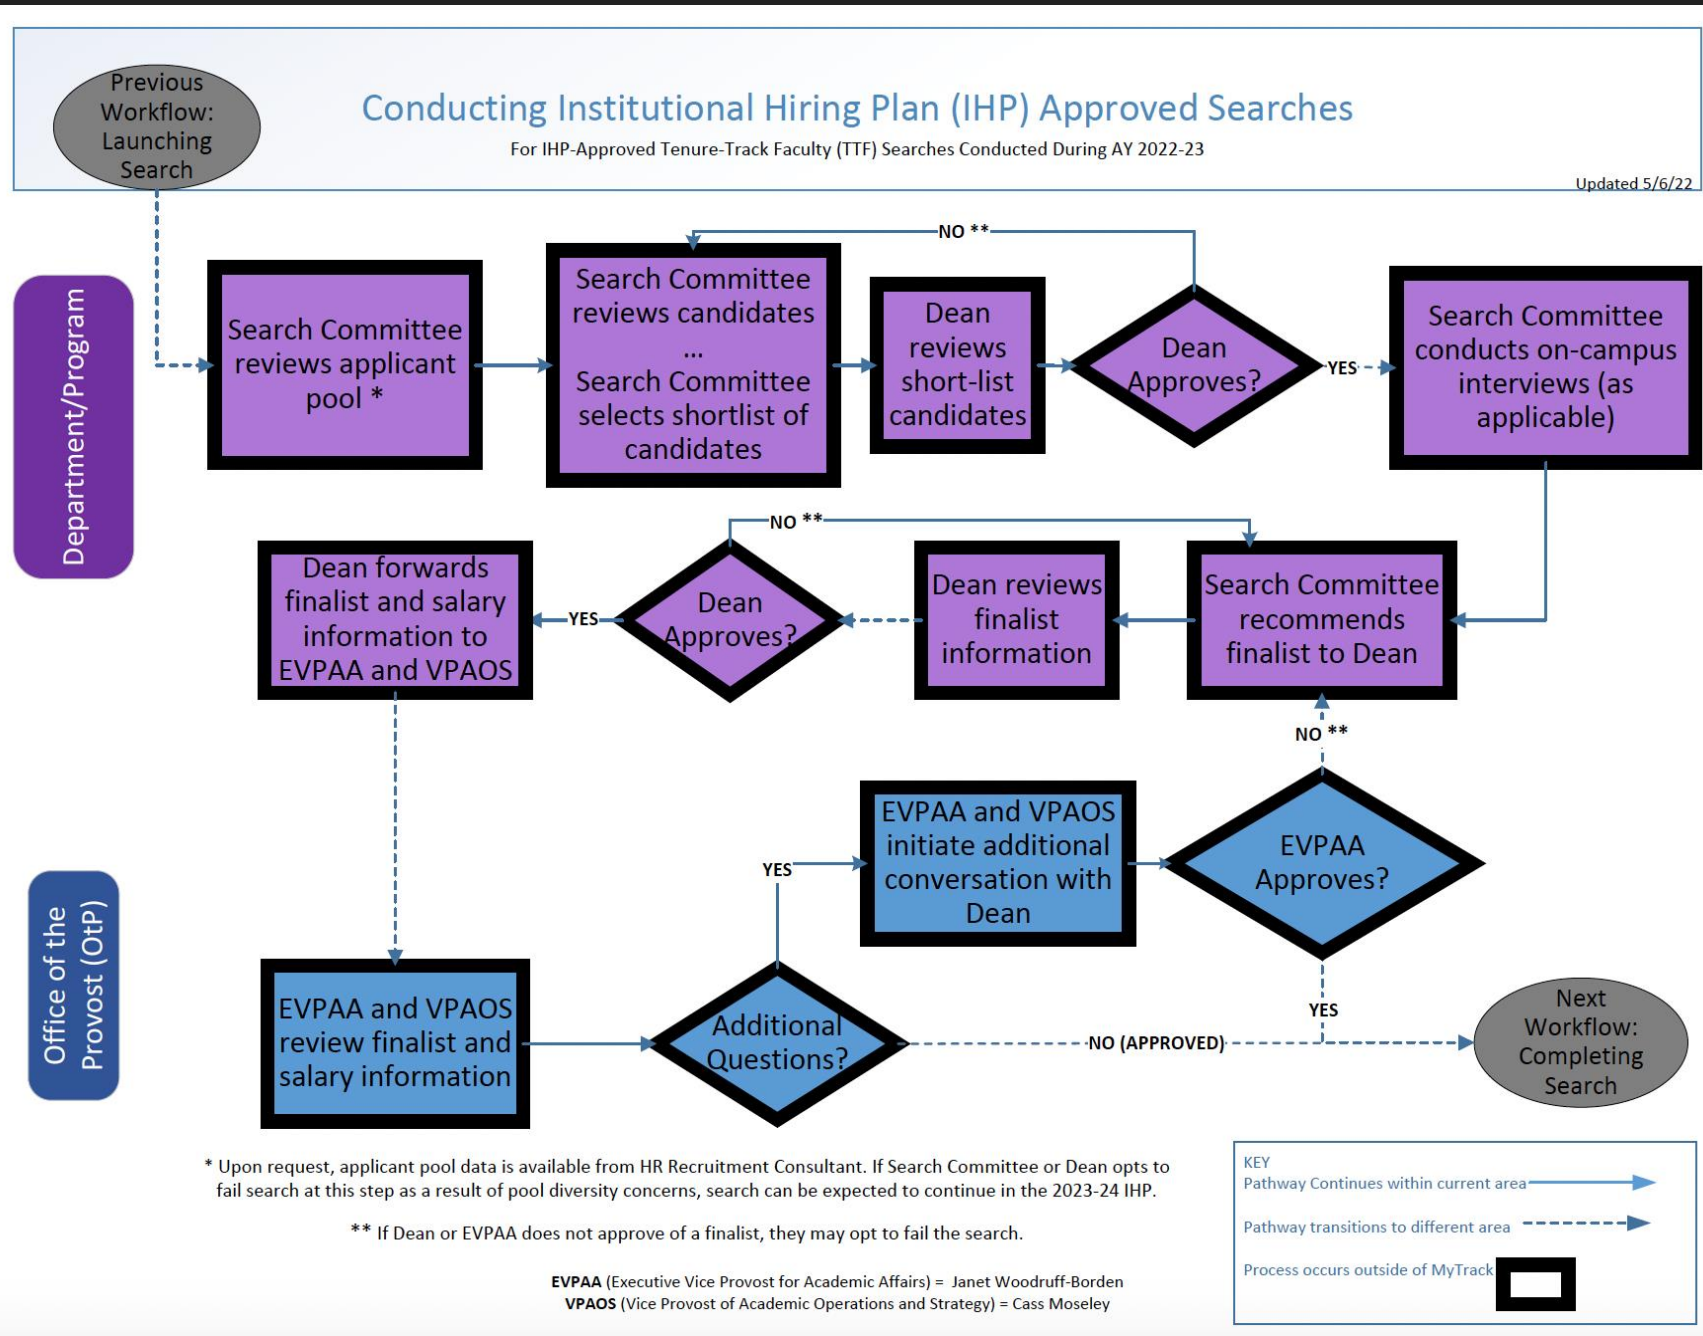 Previous
Workflow:
Launching
Search
Conducting Institutional Hiring Plan (IHP) Approved Searches
For IHP-Approved Tenure-Track Faculty (TTF) Searches Conducted During AY 2022-23
Updated 5/6/22
Department/Program
Search Committee
reviews applicant
pool *
Search Committee
reviews candidates
...
Search Committee
selects shortlist of
candidates
Dean
reviews
short-list
candidates
NO **
Dean
Approves?
YES
Search Committee
conducts on-campus
interviews (as
applicable)
Search Committee
recommends
finalist to Dean
Dean reviews
finalist
information
NO **
Dean
Approves?
YES
Dean forwards
finalist and salary
information to
EVPAA and VPAOS
Office of the
Provost (OtP)
EVPAA and VPAOS
review finalist and
salary information
Additional
Questions?
YES
EVPAA and VPAOS
initiate additional
conversation with
Dean
EVPAA
Approves?
NO **
YES
NO (APPROVED)
Next
Workflow:
Completing
Search
* Upon request, applicant pool data is available from HR Recruitment Consultant. If Search Committee or Dean opts to
fail search at this step as a result of pool diversity concerns, search can be expected to continue in the 2023-24 IHP.
** If Dean or EVPAA does not approve of a finalist, they may opt to fail the search.
EVPAA (Executive Vice Provost for Academic Affairs) = Janet Woodruff-Borden
VPAOS (Vice Provost of Academic Operations and Strategy) = Cass Moseley
KEY
Pathway Continues within current area
Pathway transitions to different area
Process occurs outside of MyTrack